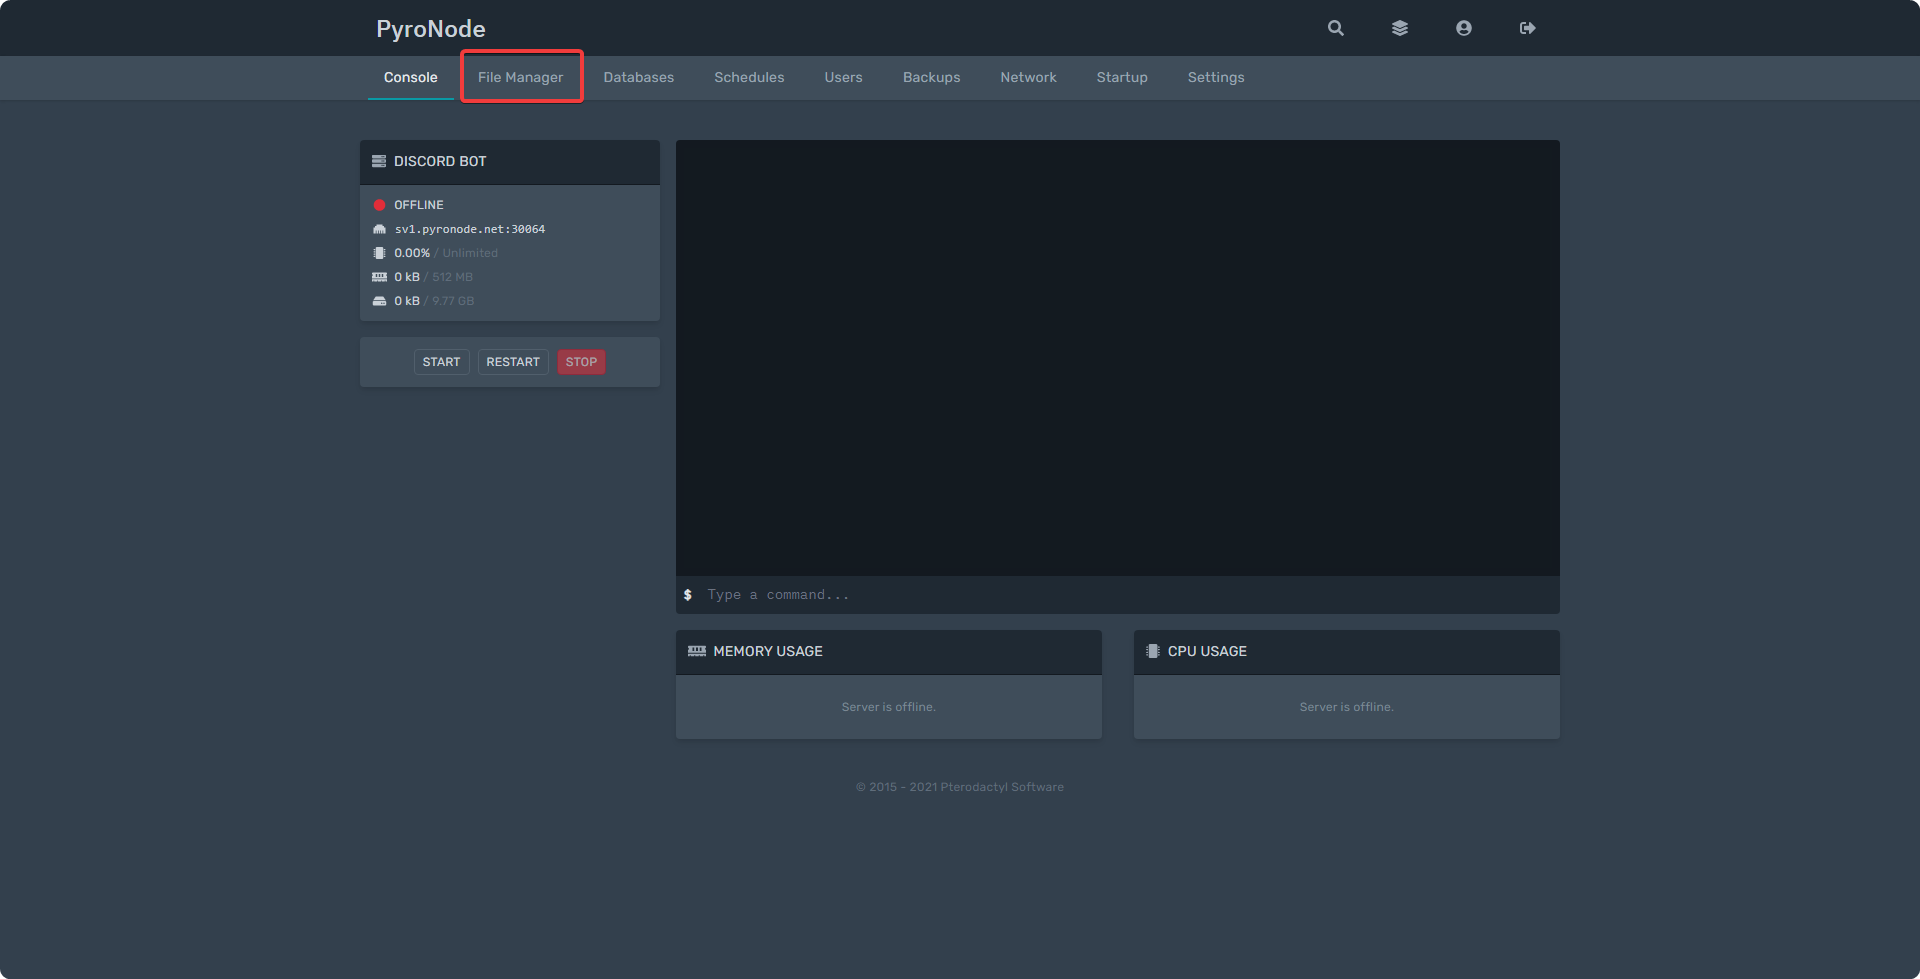 PyroNode
Console File Manager Databases Schedules Users Backups Network Startup Settings
DISCORD BOT
OFFLINE
sv1.pyronode.net:30064
0.00% / Unlimited
0 kB / 512 MB
0 kB / 9.77 GB
START RESTART STOP
$ Type a command...
MEMORY USAGE
Server is offline.
CPU USAGE
Server is offline.
© 2015 - 2021 Pterodactyl Software